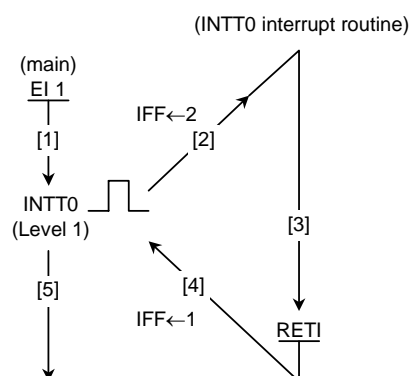 (INTT0 interrupt routine)
(main)
EI 1
IFF←2
[1]
[2]
INTT0
(Level 1)
[3]
[5]
[4]
IFF←1
RETI